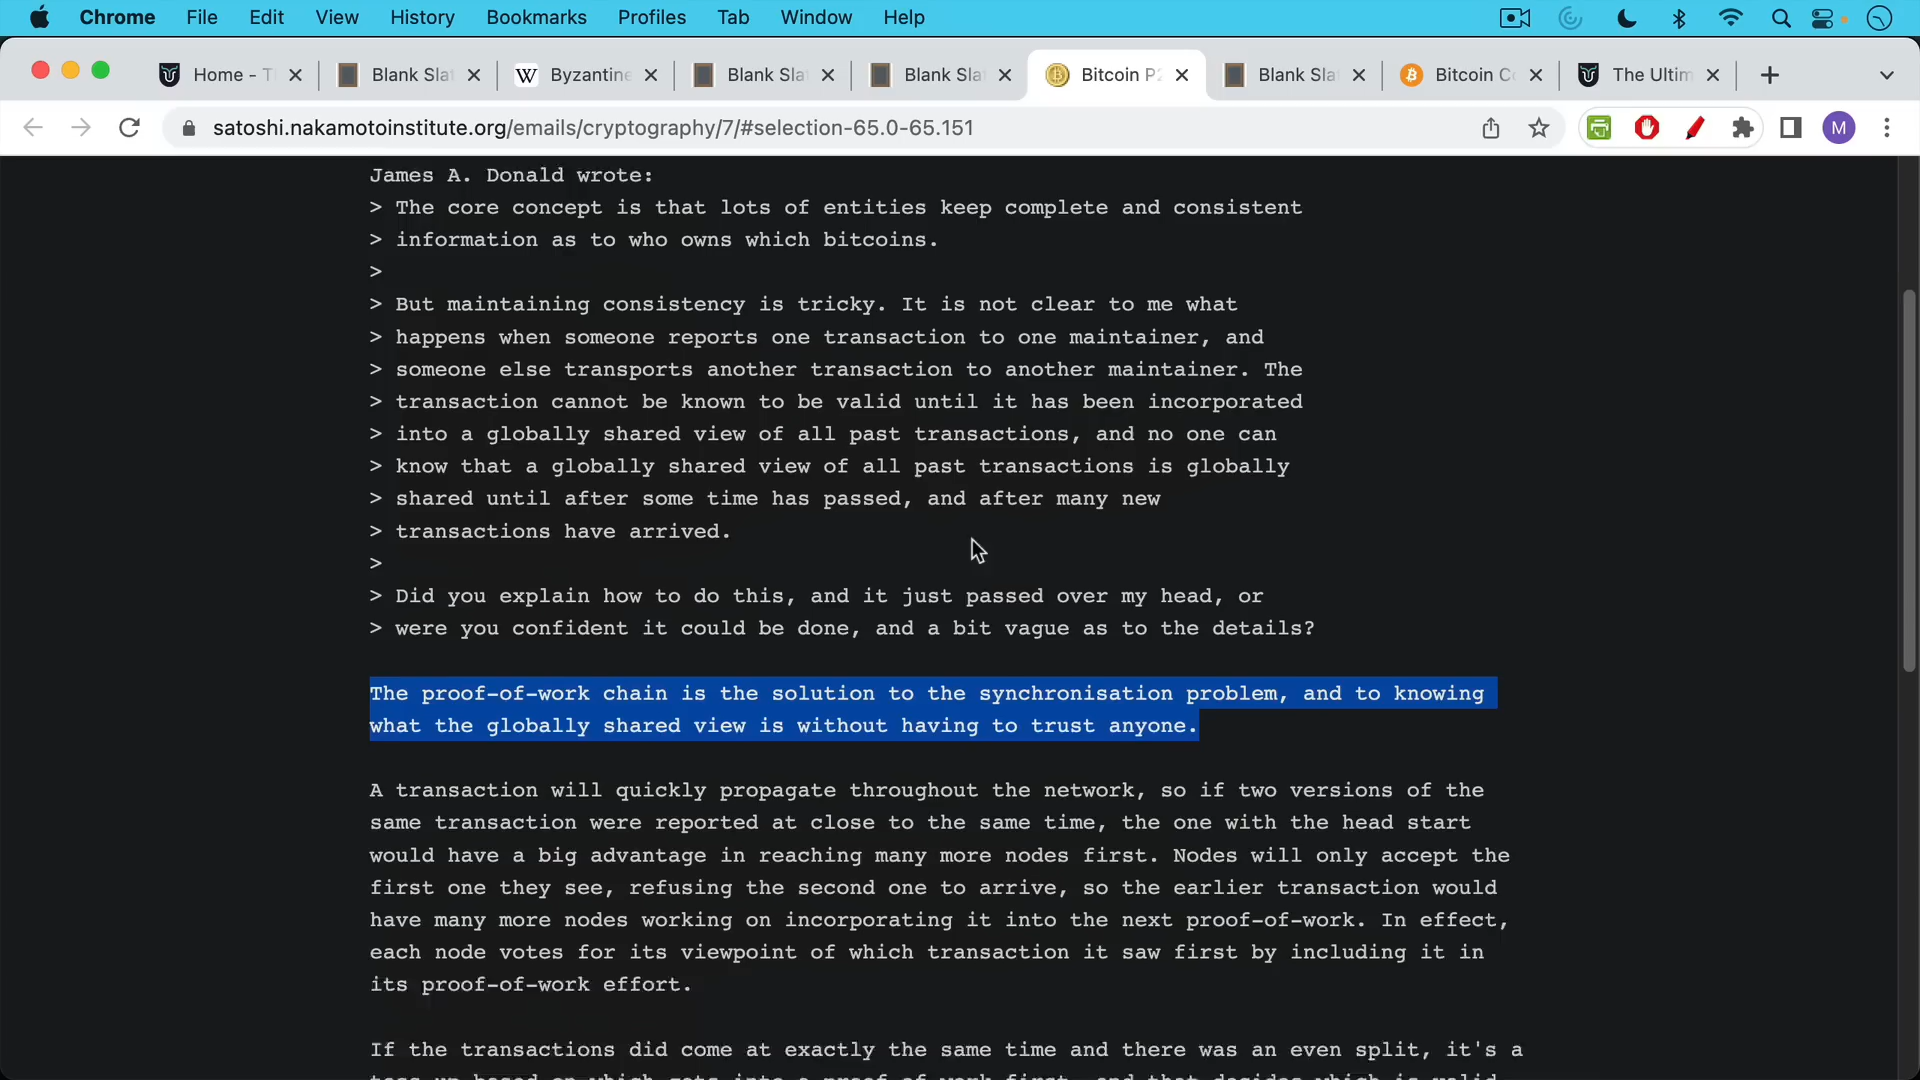 Chrome File Edit View History Bookmarks Profiles Tab Window Help
Home - T Blank Sla W Byzantine Blank Sla Blank Sla Bitcoin P2 Blank Sla Bitcoin C The Ultim
satoshi.nakamotoinstitute.org/emails/cryptography/7/#selection-65.0-65.151 M
James A. Donald wrote:
> The core concept is that lots of entities keep complete and consistent
> information as to who owns which bitcoins.
>
> But maintaining consistency is tricky. It is not clear to me what
> happens when someone reports one transaction to one maintainer, and
> someone else transports another transaction to another maintainer. The
> transaction cannot be known to be valid until it has been incorporated
> into a globally shared view of all past transactions, and no one can
> know that a globally shared view of all past transactions is globally
> shared until after some time has passed, and after many new
> transactions have arrived.
>
> Did you explain how to do this, and it just passed over my head, or
> were you confident it could be done, and a bit vague as to the details?
The proof-of-work chain is the solution to the synchronisation problem, and to knowing
what the globally shared view is without having to trust anyone.
A transaction will quickly propagate throughout the network, so if two versions of the
same transaction were reported at close to the same time, the one with the head start
would have a big advantage in reaching many more nodes first. Nodes will only accept the
first one they see, refusing the second one to arrive, so the earlier transaction would
have many more nodes working on incorporating it into the next proof-of-work. In effect,
each node votes for its viewpoint of which transaction it saw first by including it in
its proof-of-work effort.
If the transactions did come at exactly the same time and there was an even split, it's a